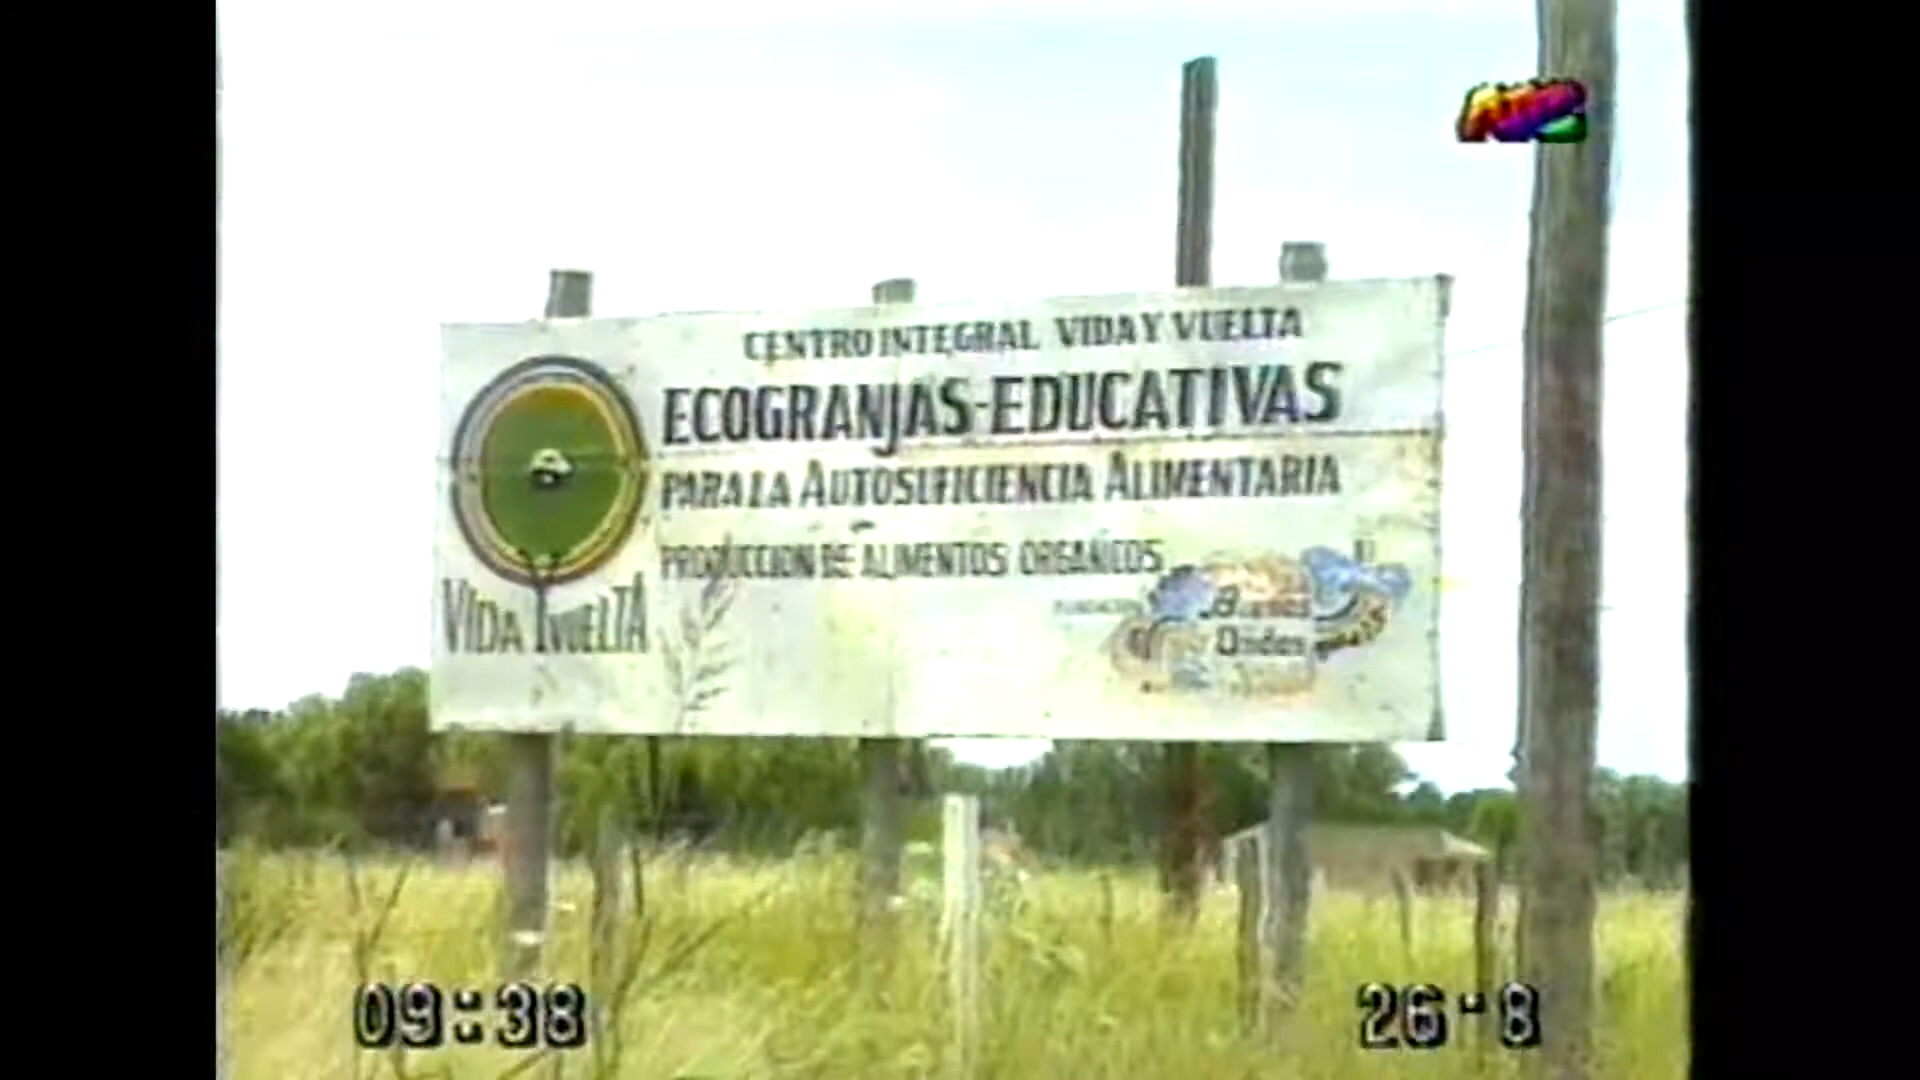 CENTRO INTEGRAL VIDA Y VUELTA
ECOGRANJAS-EDUCATIVAS
PARA LA AUTOSUFICIENCIA ALIMENTARIA
PRODUCCION DE ALIMENTOS ORGANICOS
VIDA Y VUELTA
FUNDACION
Buenas
Ondas
09:38
26-8